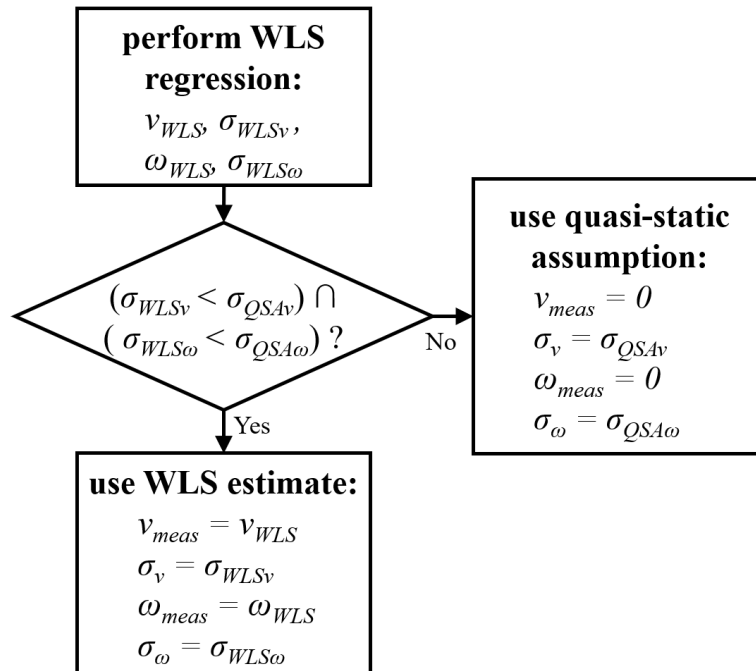 perform WLS
regression:
v_WLS, σ_WLSv,
ω_WLS, σ_WLSω
(σ_WLSv < σ_QSAv) ∩
( σ_WLSω < σ_QSAω) ?
No
Yes
use quasi-static
assumption:
v_meas = 0
σ_v = σ_QSAv
ω_meas = 0
σ_ω = σ_QSAω
use WLS estimate:
v_meas = v_WLS
σ_v = σ_WLSv
ω_meas = ω_WLS
σ_ω = σ_WLSω